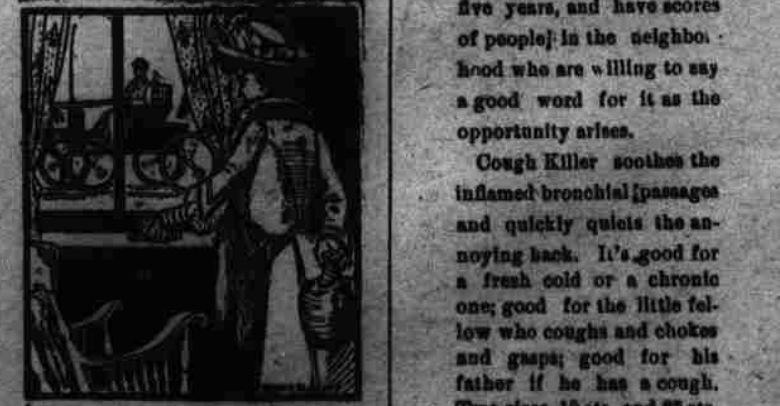 five years, and have scores
of people] in the neighbo. -
hood who are willing to say
a good word for it as the
opportunity arises.
Cough Killer soothes the
inflamed bronchial [passages
and quickly quiets the an-
noying hack. It's good for
a fresh cold or a chronic
one; good for the little fel-
low who coughs and chokes
and gasps; good for his
father if he has a cough.